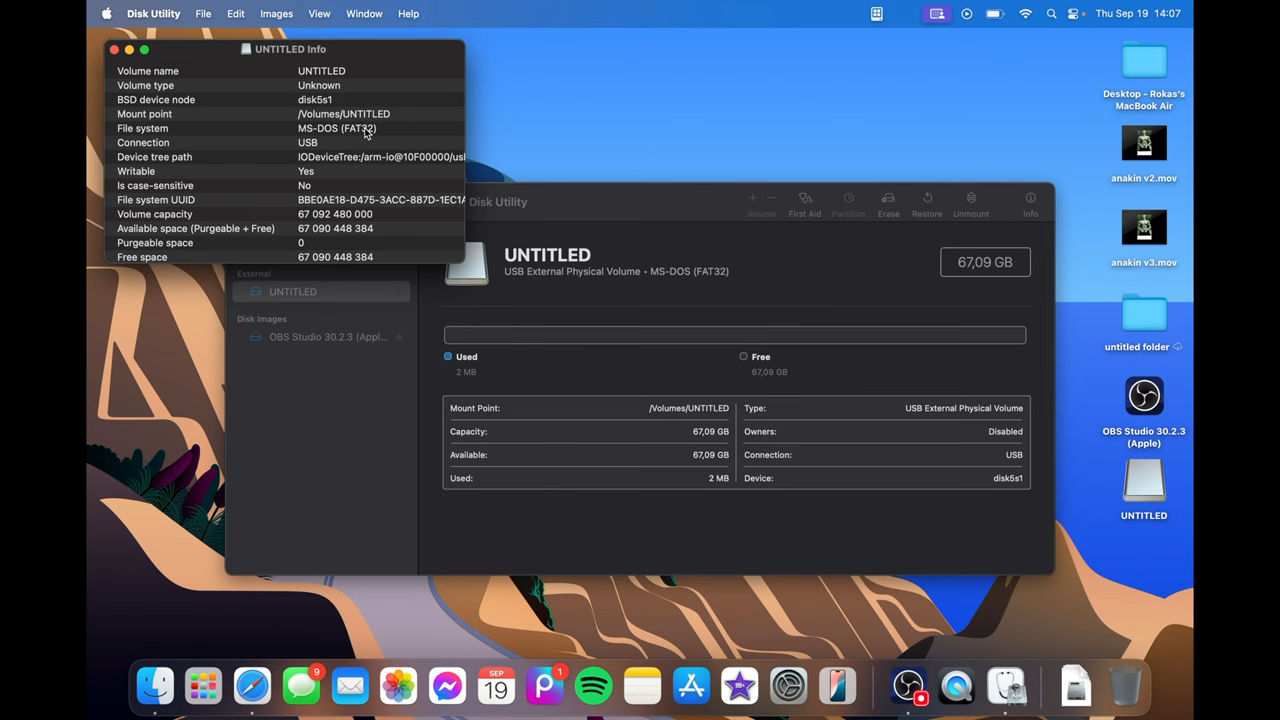 Disk Utility File Edit Images View Window Help Thu Sep 19 14:07
UNTITLED Info
Volume name UNTITLED
Volume type Unknown
BSD device node disk5s1
Mount point /Volumes/UNTITLED
File system MS-DOS (FAT32)
Connection USB
Device tree path IODeviceTree:/arm-io@10F00000/usl
Writable Yes
Is case-sensitive No
File system UUID BBE0AE18-D475-3ACC-887D-1EC1A
Volume capacity 67 092 480 000
Available space (Purgeable + Free) 67 090 448 384
Purgeable space 0
Free space 67 090 448 384
Disk Utility
Volume First Aid Partition Erase Restore Unmount Info
External
UNTITLED
Disk Images
OBS Studio 30.2.3 (Appl...
UNTITLED
USB External Physical Volume • MS-DOS (FAT32)
67,09 GB
Used
2 MB
Free
67,09 GB
Mount Point: /Volumes/UNTITLED
Capacity: 67,09 GB
Available: 67,09 GB
Used: 2 MB
Type: USB External Physical Volume
Owners: Disabled
Connection: USB
Device: disk5s1
Desktop - Rokas's
MacBook Air
anakin v2.mov
anakin v3.mov
untitled folder
OBS Studio 30.2.3
(Apple)
UNTITLED
9
SEP
19
1